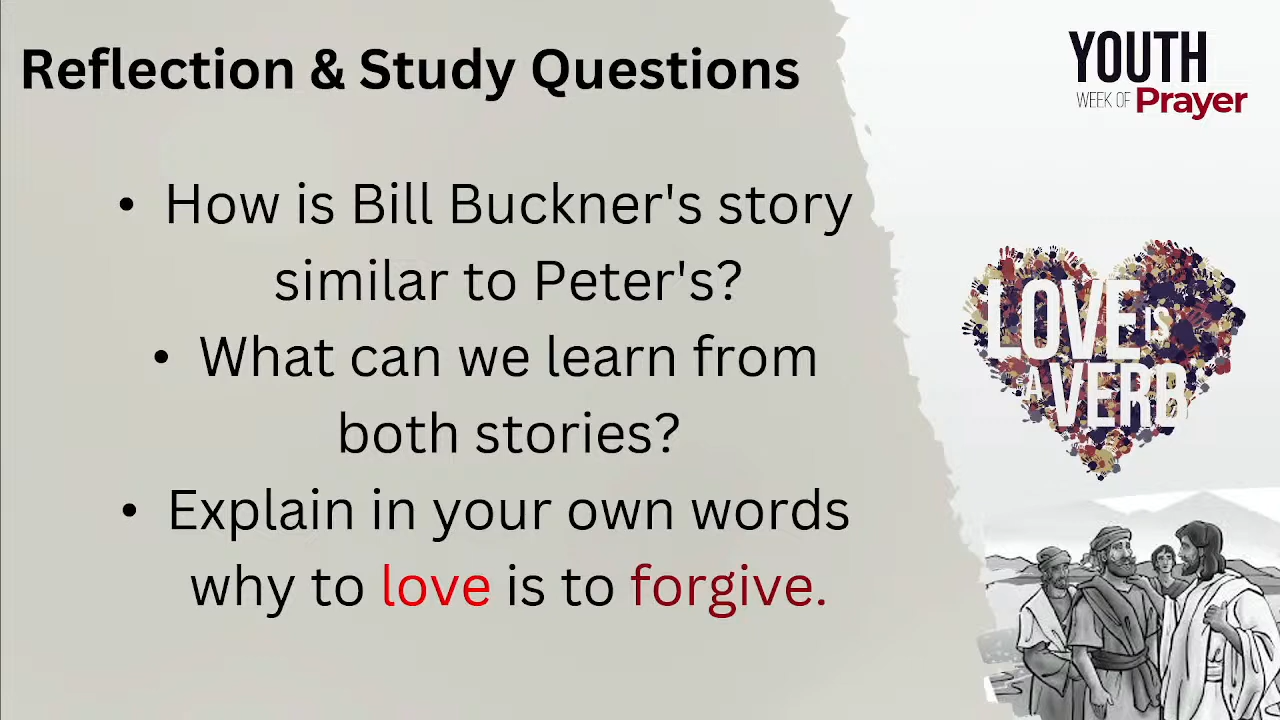 Reflection & Study Questions
YOUTH
WEEK OF Prayer
• How is Bill Buckner's story
similar to Peter's?
• What can we learn from
both stories?
• Explain in your own words
why to love is to forgive.
LOVE IS
A VERB